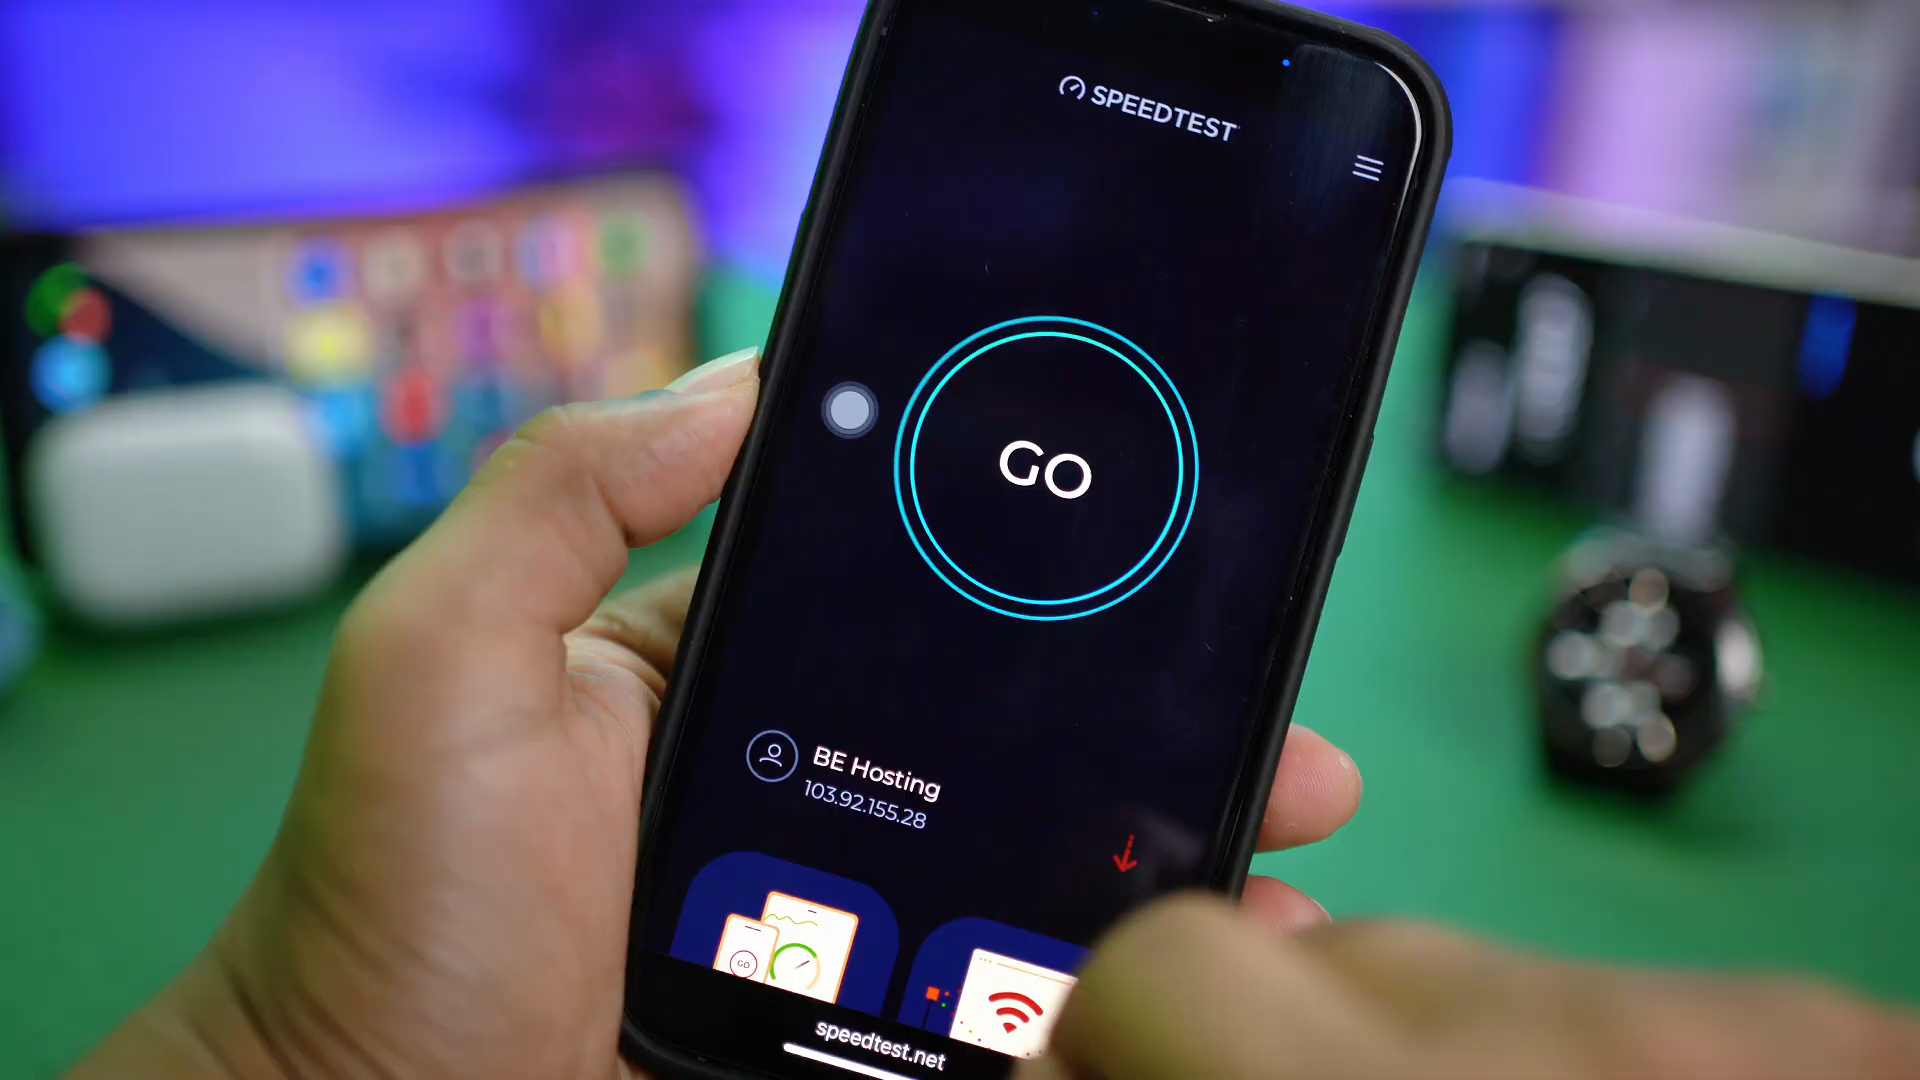 SPEEDTEST
GO
BE Hosting
103.92.155.28
GO
speedtest.net